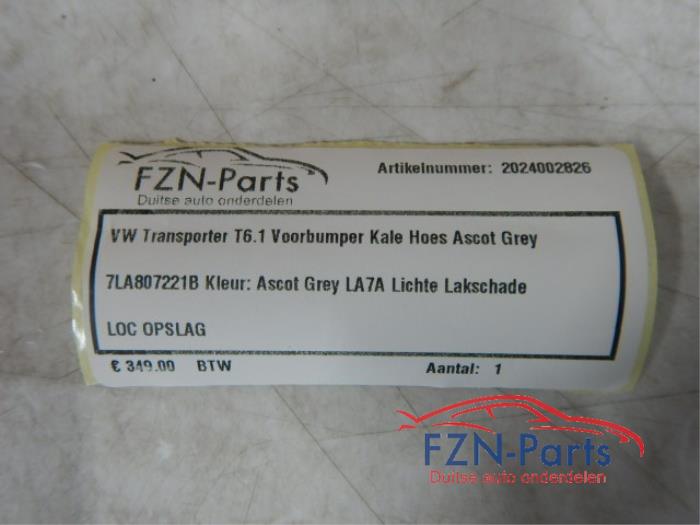 FZN-Parts
Duitse auto onderdelen
Artikelnummer: 2024002826
VW Transporter T6.1 Voorbumper Kale Hoes Ascot Grey
7LA807221B Kleur: Ascot Grey LA7A Lichte Lakschade
LOC OPSLAG
€ 349.00 BTW
Aantal: 1
FZN-Parts
Duitse auto onderdelen